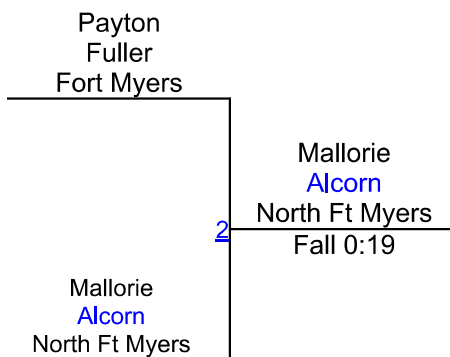 Payton
Fuller
Fort Myers
Mallorie
Alcorn
North Ft Myers
2
Fall 0:19
Mallorie
Alcorn
North Ft Myers